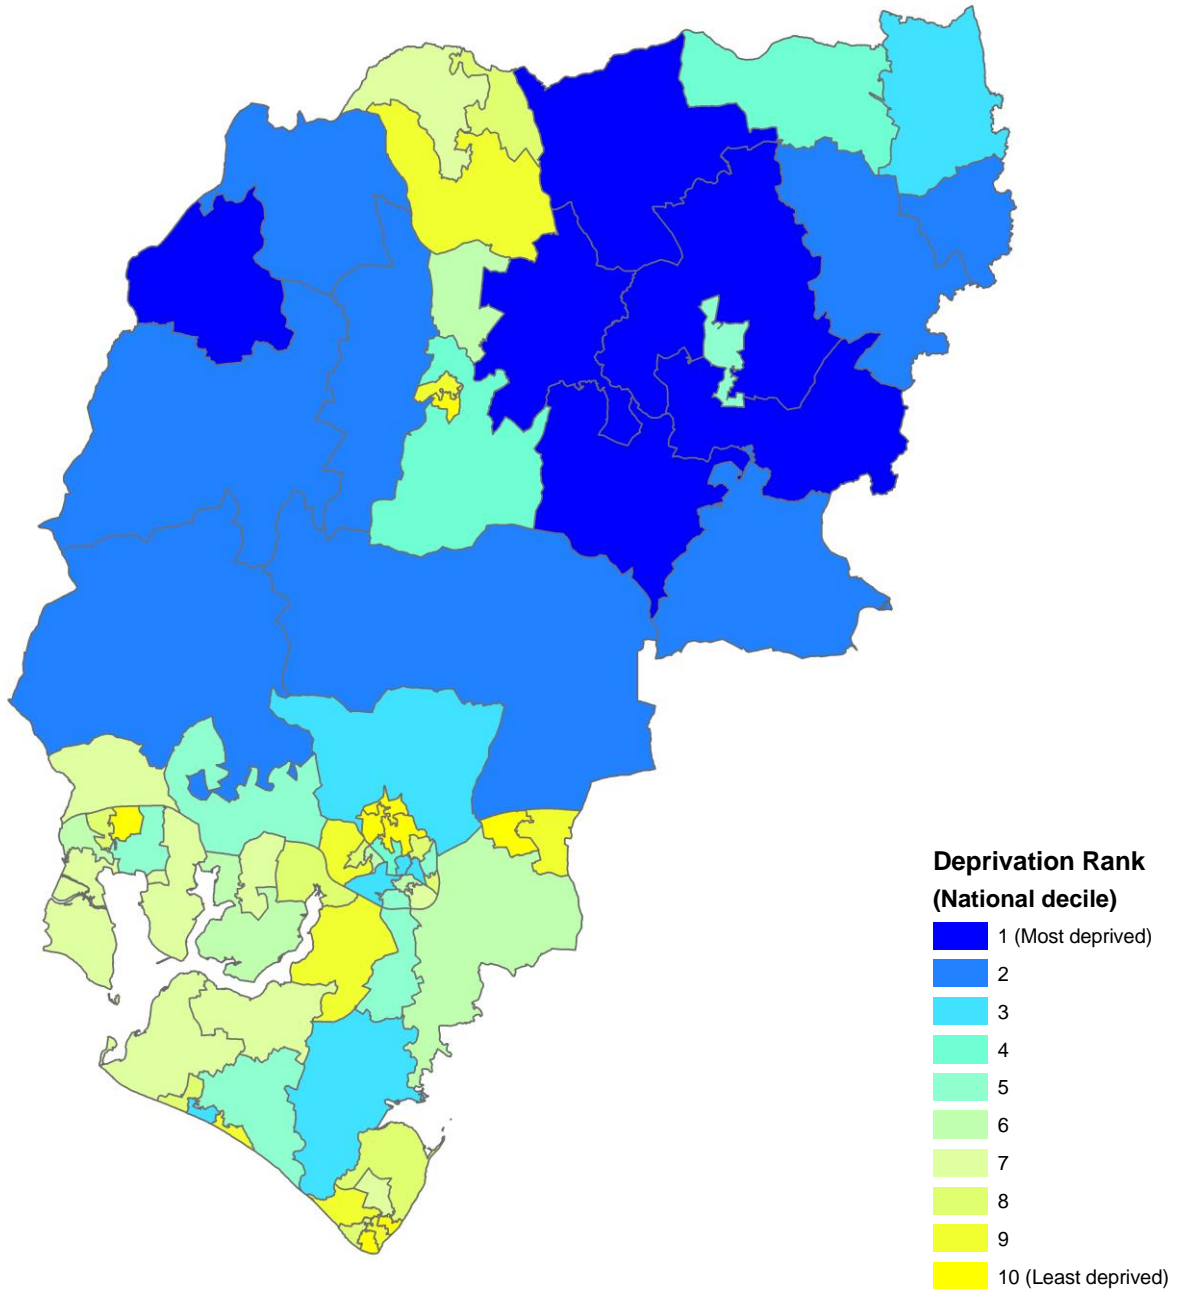 Deprivation Rank
(National decile)
1 (Most deprived)
2
3
4
5
6
7
8
9
10 (Least deprived)